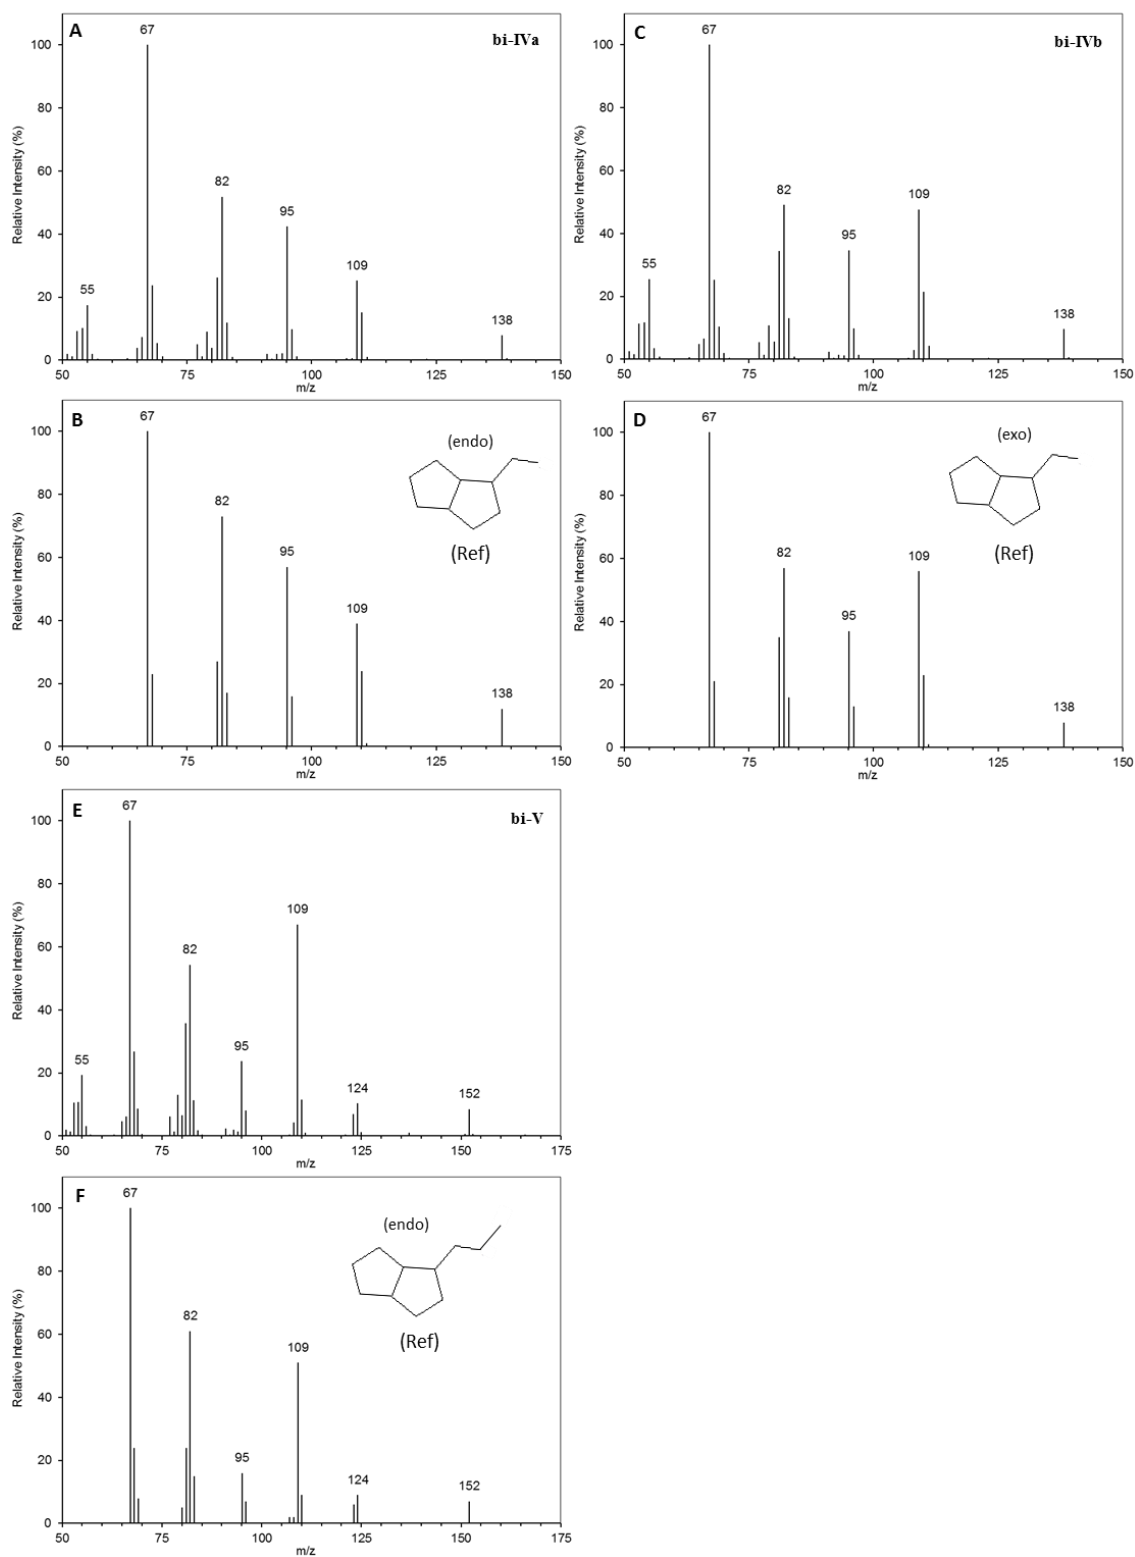 A
bi-IVa
100
80
60
40
20
0
Relative Intensity (%)
67
82
95
109
55
138
50 75 100 125 150
m/z
C
bi-IVb
100
80
60
40
20
0
Relative Intensity (%)
67
82
109
95
55
138
50 75 100 125 150
m/z
B
100
80
60
40
20
0
Relative Intensity (%)
67
82
95
109
138
(endo)
(Ref)
50 75 100 125 150
m/z
D
100
80
60
40
20
0
Relative Intensity (%)
67
82
109
95
138
(exo)
(Ref)
50 75 100 125 150
m/z
E
bi-V
100
80
60
40
20
0
Relative Intensity (%)
67
109
82
95
55
124
152
50 75 100 125 150 175
m/z
F
100
80
60
40
20
0
Relative Intensity (%)
67
82
109
95
124
152
(endo)
(Ref)
50 75 100 125 150 175
m/z